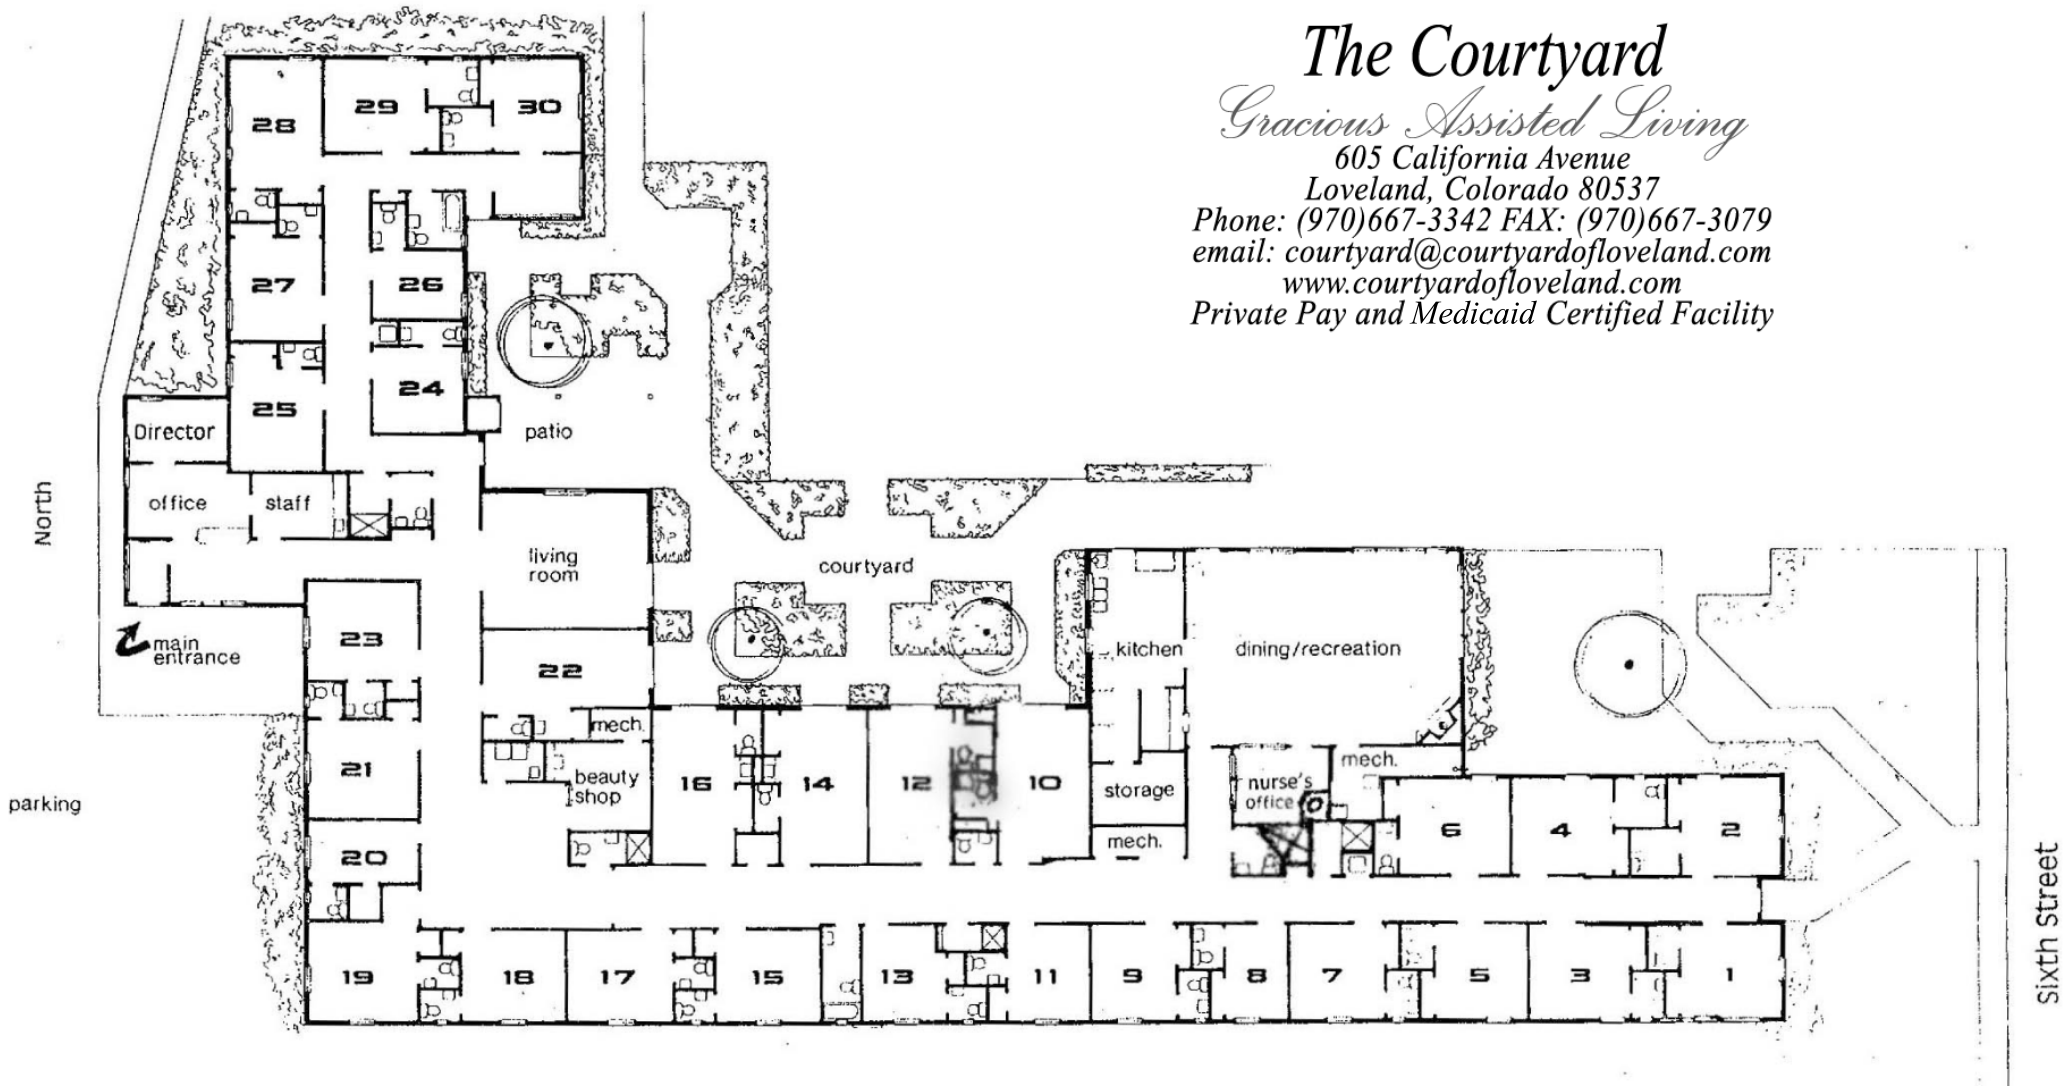 The Courtyard
Gracious Assisted Living
605 California Avenue
Loveland, Colorado 80537
Phone: (970)667-3342 FAX: (970)667-3079
email: courtyard@courtyardofloveland.com
www.courtyardofloveland.com
Private Pay and Medicaid Certified Facility
28
29
30
27
26
25
24
Director
patio
office
staff
North
living
room
courtyard
23
main
entrance
22
kitchen
dining/recreation
mech.
21
beauty
shop
16
14
12
10
storage
nurse's
office
mech.
parking
20
mech.
6
4
2
19
18
17
15
13
11
9
8
7
5
3
1
Sixth Street